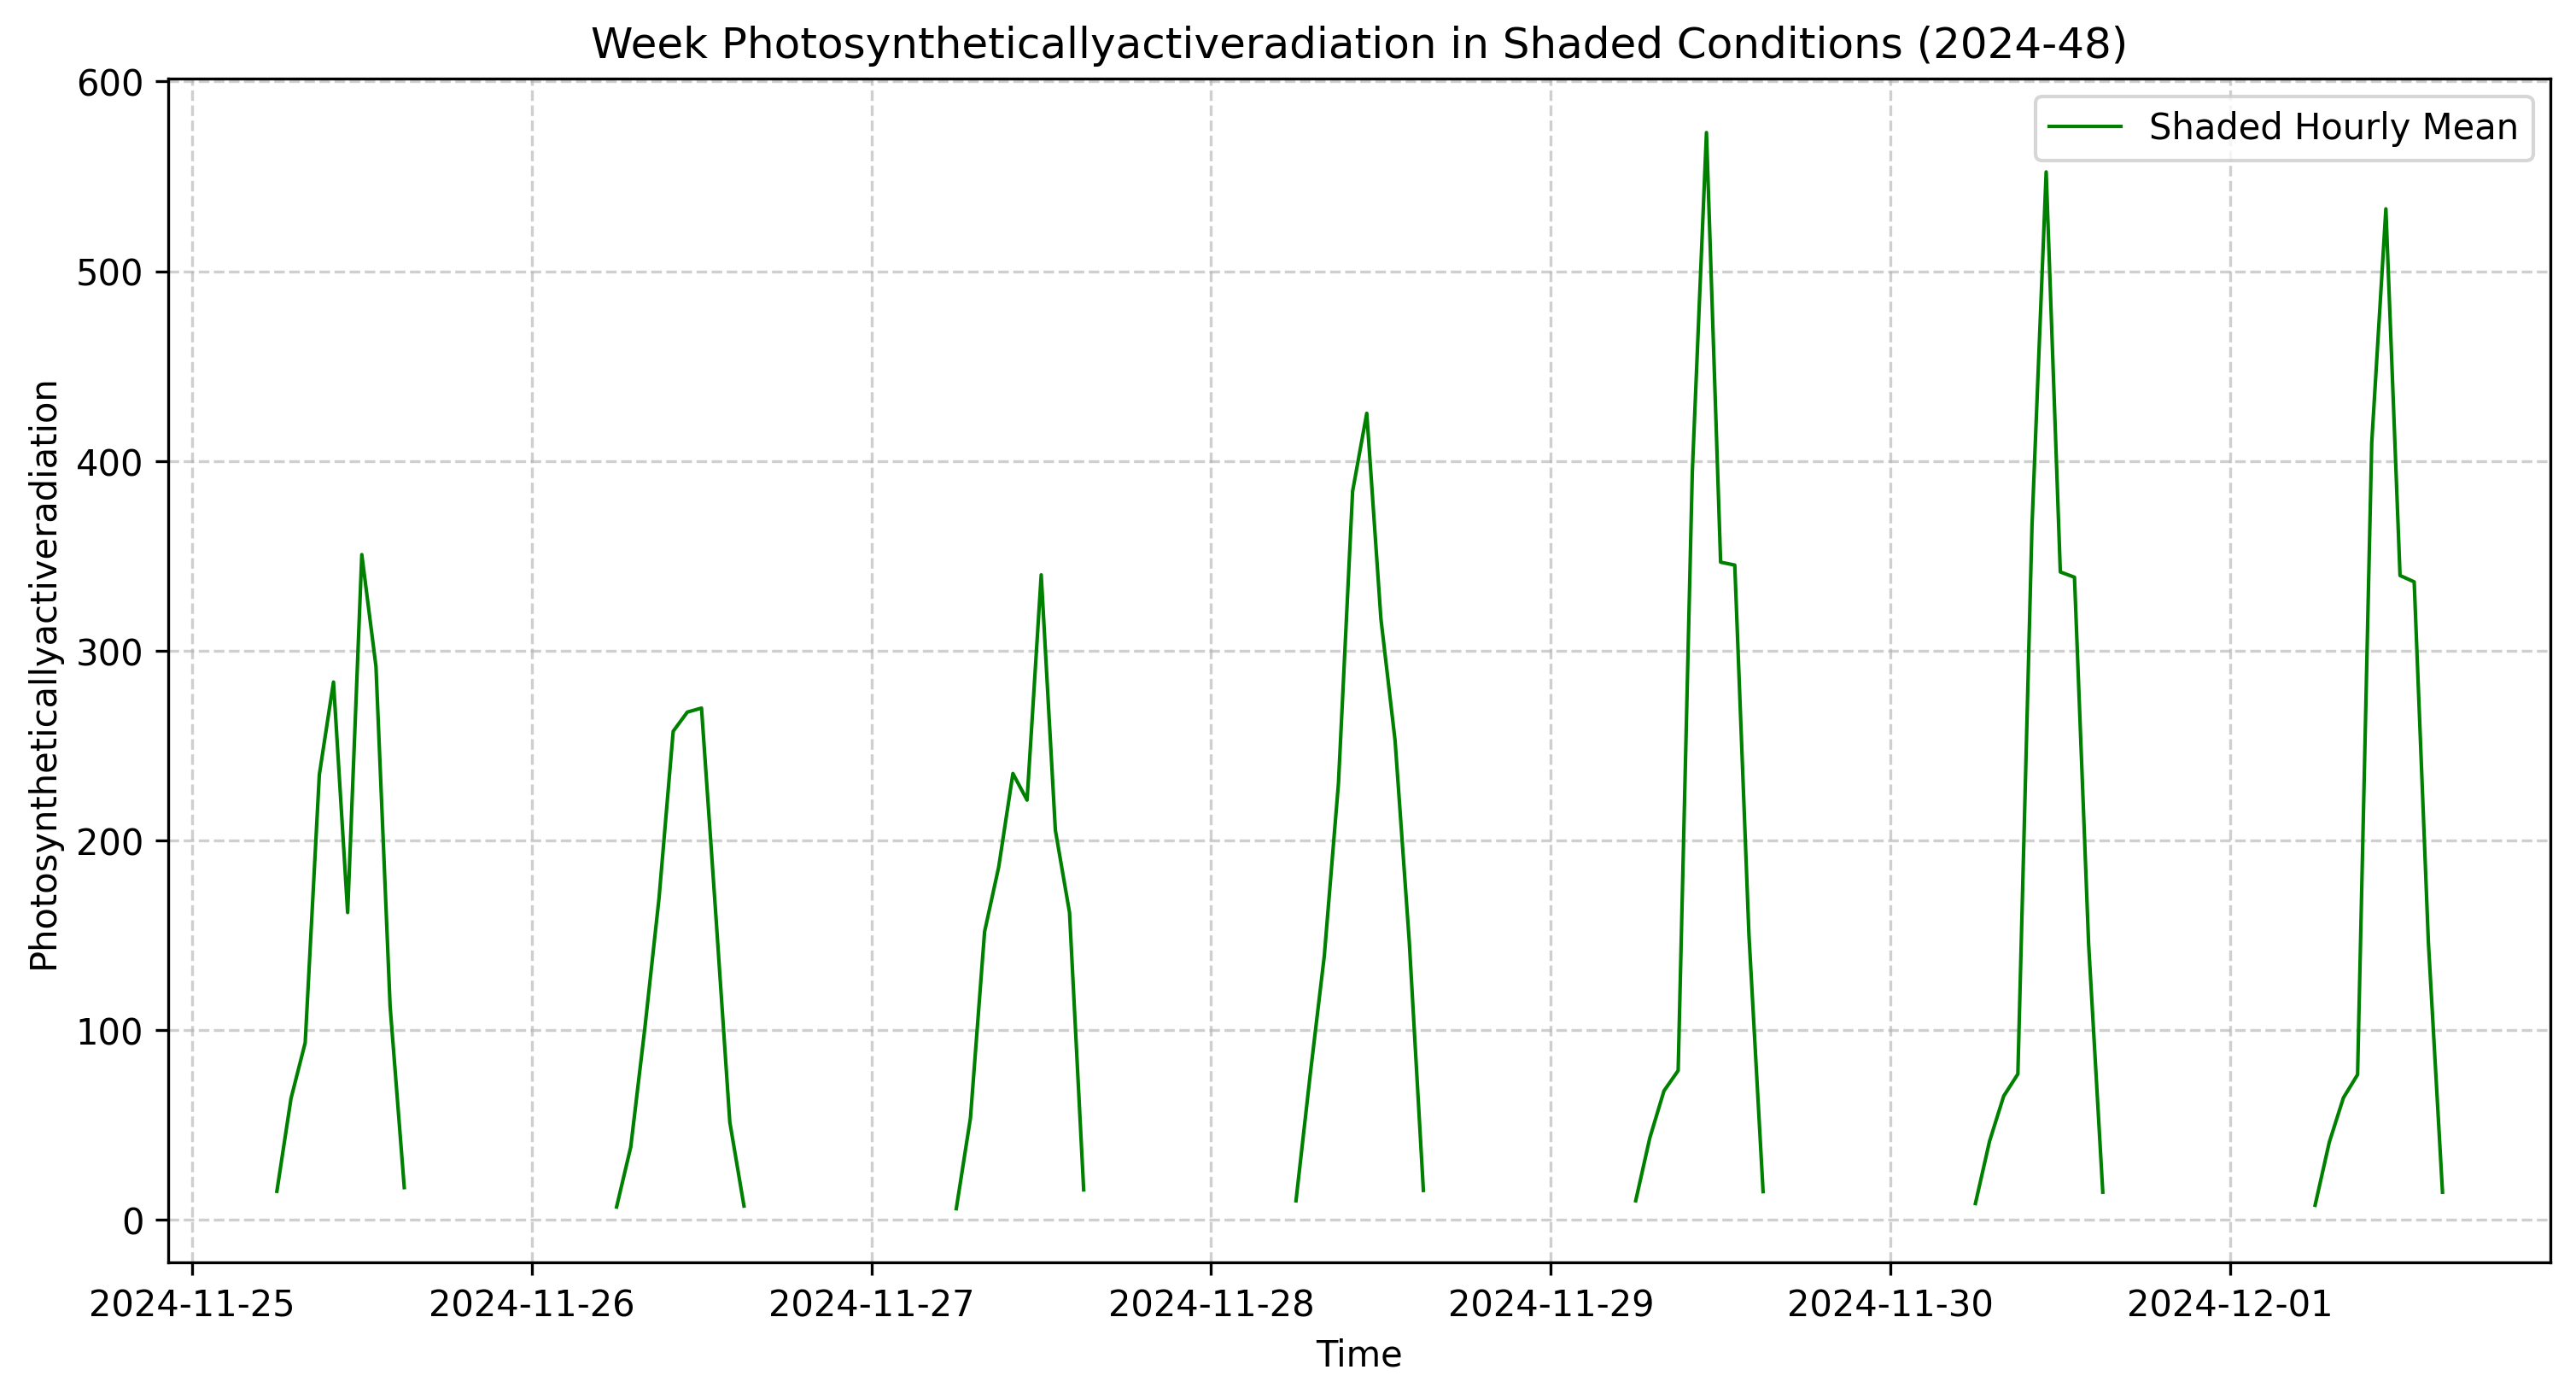 Week Photosyntheticallyactiveradiation in Shaded Conditions (2024-48)
Shaded Hourly Mean
Photosyntheticallyactiveradiation
600
500
400
300
200
100
0
2024-11-25 2024-11-26 2024-11-27 2024-11-28 2024-11-29 2024-11-30 2024-12-01
Time